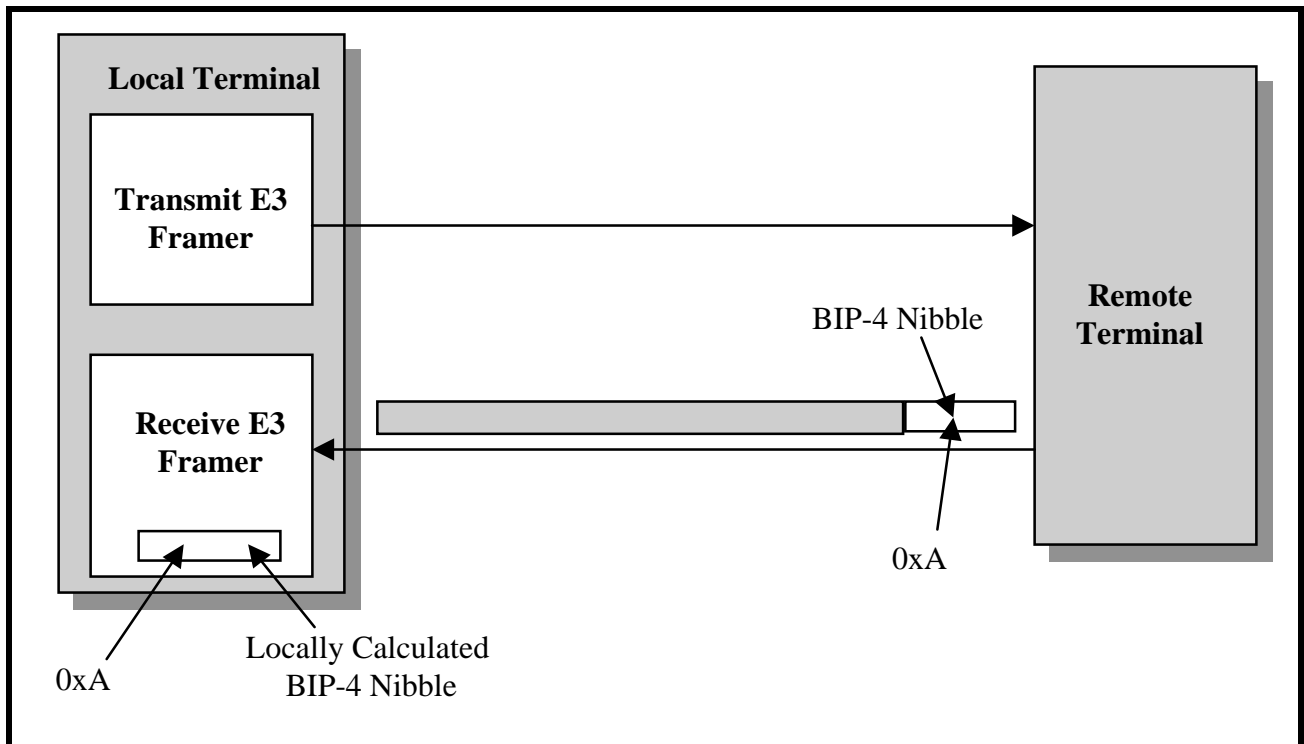 Local Terminal
Transmit E3
Framer
Receive E3
Framer
0xA
Locally Calculated
BIP-4 Nibble
BIP-4 Nibble
0xA
Remote
Terminal